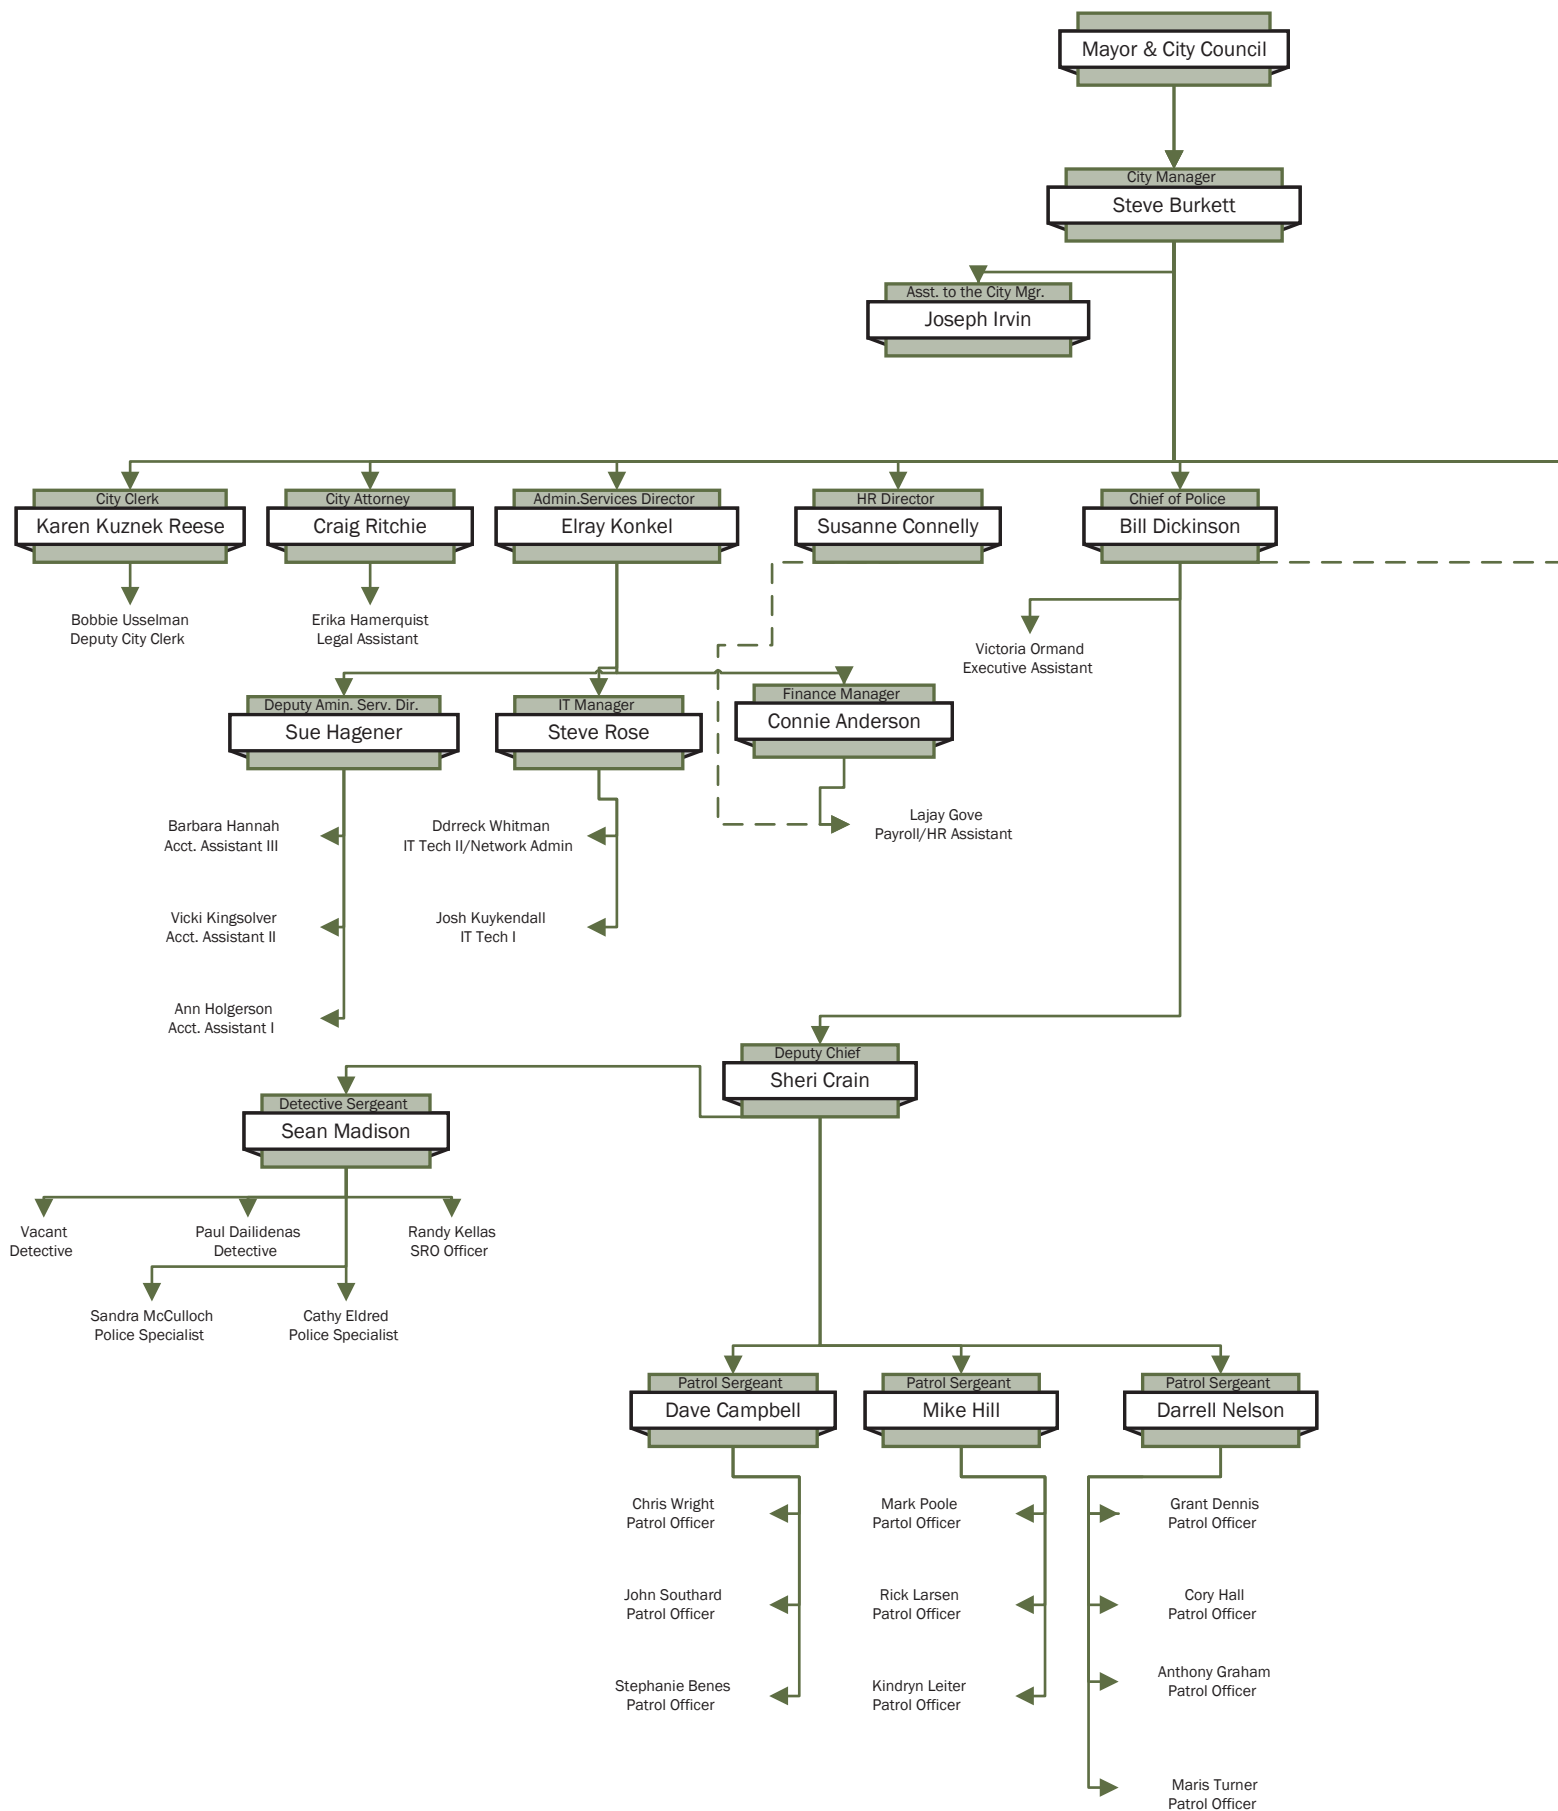 Mayor & City Council
City Manager
Steve Burkett
Asst. to the City Mgr.
Joseph Irvin
City Clerk
Karen Kuznek Reese
City Attorney
Craig Ritchie
Admin.Services Director
Elray Konkel
HR Director
Susanne Connelly
Chief of Police
Bill Dickinson
Bobbie Usselman
Deputy City Clerk
Erika Hamerquist
Legal Assistant
Victoria Ormand
Executive Assistant
Deputy Amin. Serv. Dir.
Sue Hagener
IT Manager
Steve Rose
Finance Manager
Connie Anderson
Barbara Hannah
Acct. Assistant III
Ddrreck Whitman
IT Tech II/Network Admin
Lajay Gove
Payroll/HR Assistant
Vicki Kingsolver
Acct. Assistant II
Josh Kuykendall
IT Tech I
Ann Holgerson
Acct. Assistant I
Deputy Chief
Sheri Crain
Detective Sergeant
Sean Madison
Vacant
Detective
Paul Dailidenas
Detective
Randy Kellas
SRO Officer
Sandra McCulloch
Police Specialist
Cathy Eldred
Police Specialist
Patrol Sergeant
Dave Campbell
Patrol Sergeant
Mike Hill
Patrol Sergeant
Darrell Nelson
Chris Wright
Patrol Officer
Mark Poole
Partol Officer
Grant Dennis
Patrol Officer
John Southard
Patrol Officer
Rick Larsen
Patrol Officer
Cory Hall
Patrol Officer
Stephanie Benes
Patrol Officer
Kindryn Leiter
Patrol Officer
Anthony Graham
Patrol Officer
Maris Turner
Patrol Officer